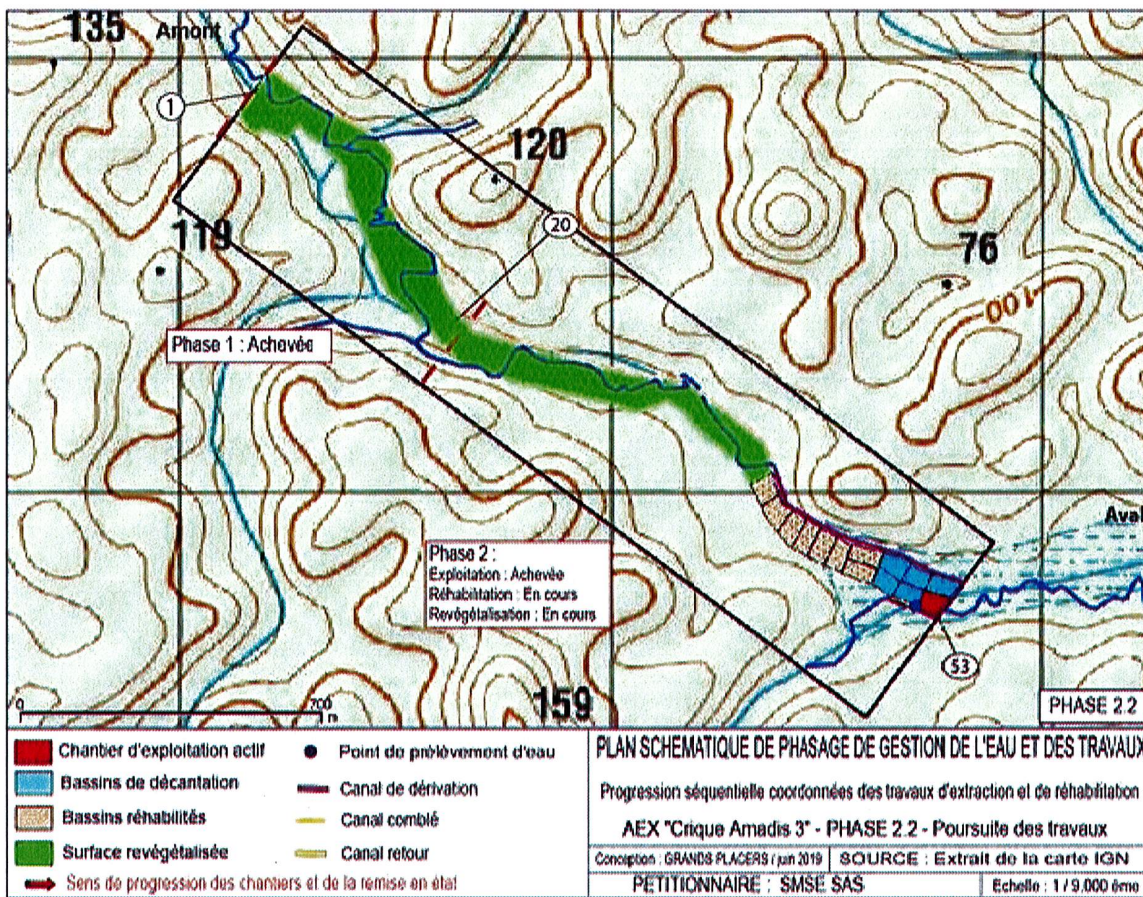 135
Amont
1
120
119
20
76
100
Phase 1 : Achevée
Phase 2 :
Exploitation : Achevée
Réhabilitation : En cours
Revégétalisation : En cours
Aval
53
159
0
m
PHASE 2.2
Chantier d'exploitation actif
Bassins de décantation
Bassins réhabilités
Surface revégétalisée
Sens de progression des chantiers et de la remise en état
Point de prélèvement d'eau
Canal de dérivation
Canal comblé
Canal retour
PLAN SCHEMATIQUE DE PHASAGE DE GESTION DE L'EAU ET DES TRAVAUX
Progression séquentielle coordonnées des travaux d'extraction et de réhabilitation
AEX "Crique Amadis 3" - PHASE 2.2 - Poursuite des travaux
Conception : GRANDS PLACERS / juin 2019
SOURCE : Extrait de la carte IGN
PETITIONNAIRE : SMSE SAS
Echelle : 1 / 9.000 ème